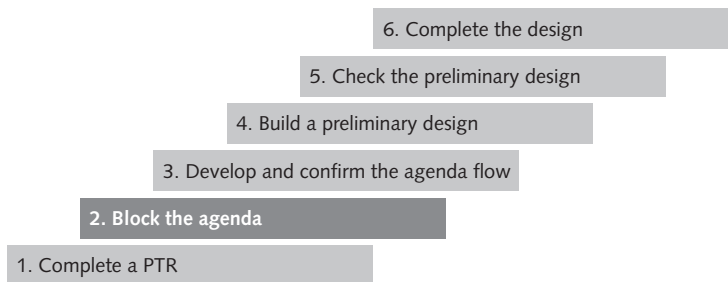 6. Complete the design
5. Check the preliminary design
4. Build a preliminary design
3. Develop and confirm the agenda flow
2. Block the agenda
1. Complete a PTR